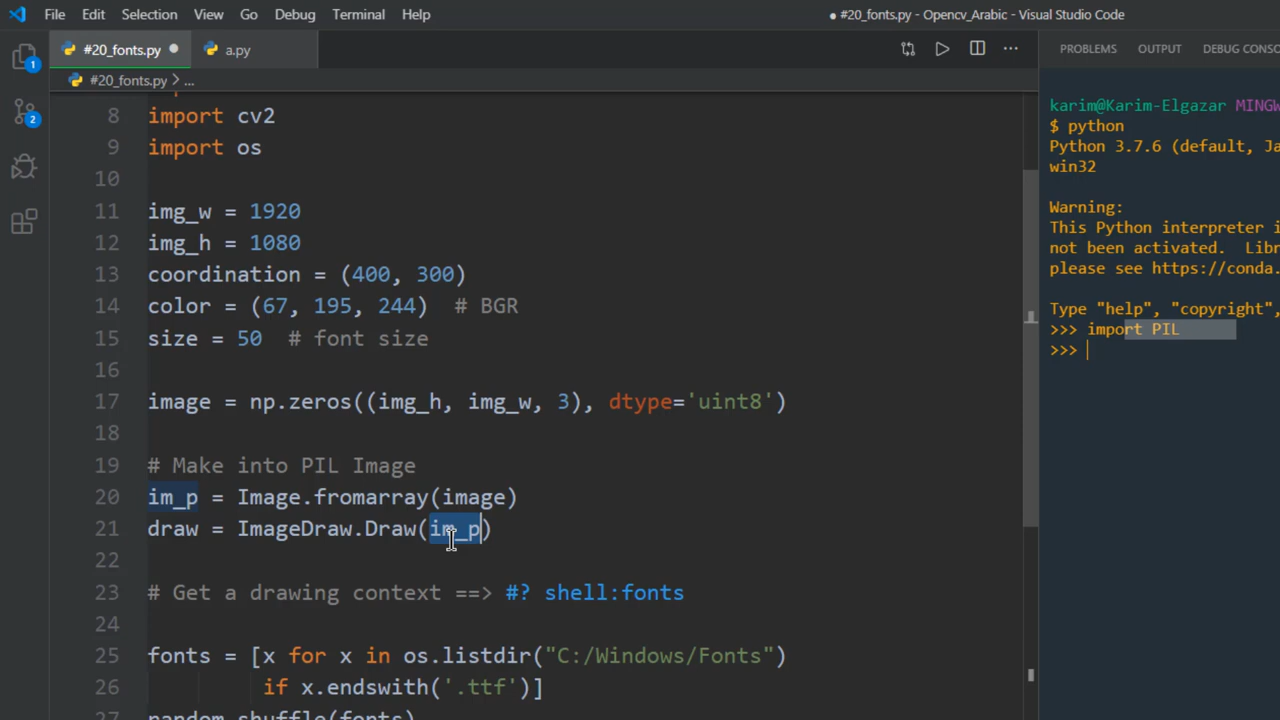 File Edit Selection View Go Debug Terminal Help
● #20_fonts.py - Opencv_Arabic - Visual Studio Code
#20_fonts.py ●
a.py
#20_fonts.py > ...
1
2
8 import cv2
9 import os
10
11 img_w = 1920
12 img_h = 1080
13 coordination = (400, 300)
14 color = (67, 195, 244)  # BGR
15 size = 50  # font size
16
17 image = np.zeros((img_h, img_w, 3), dtype='uint8')
18
19 # Make into PIL Image
20 im_p = Image.fromarray(image)
21 draw = ImageDraw.Draw(im_p)
22
23 # Get a drawing context ==> #? shell:fonts
24
25 fonts = [x for x in os.listdir("C:/Windows/Fonts")
26 if x.endswith('.ttf')]
27 random.shuffle(fonts)
PROBLEMS OUTPUT DEBUG CONSO
karim@Karim-Elgazar MINGW
$ python
Python 3.7.6 (default, Ja
win32
Warning:
This Python interpreter i
not been activated.  Libr
please see https://conda.
Type "help", "copyright",
>>> import PIL
>>>